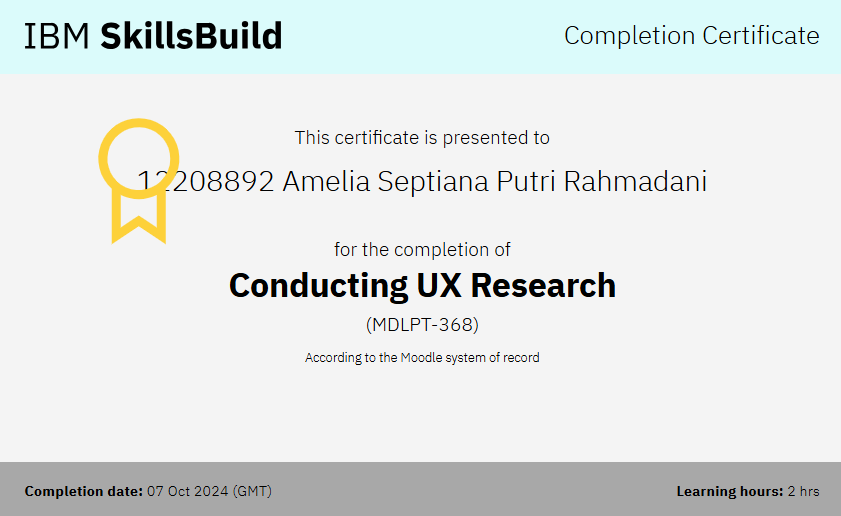 IBM SkillsBuild
Completion Certificate
This certificate is presented to
12208892 Amelia Septiana Putri Rahmadani
for the completion of
Conducting UX Research
(MDLPT-368)
According to the Moodle system of record
Completion date: 07 Oct 2024 (GMT)
Learning hours: 2 hrs